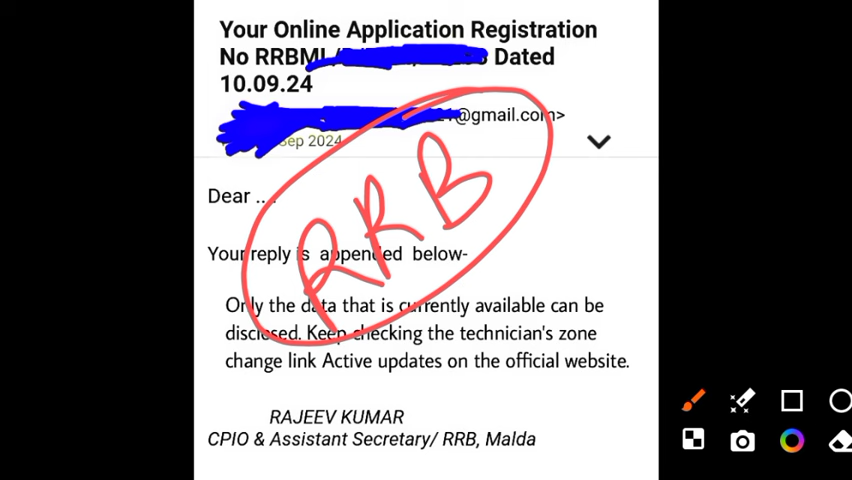 Your Online Application Registration
No Dated
10.09.24
@gmail.com>
Sep 2024
Dear ....
Your reply is appended below-
RRB
Only the data that is currently available can be
disclosed. Keep checking the technician's zone
change link Active updates on the official website.
RAJEEV KUMAR
CPIO & Assistant Secretary/ RRB, Malda